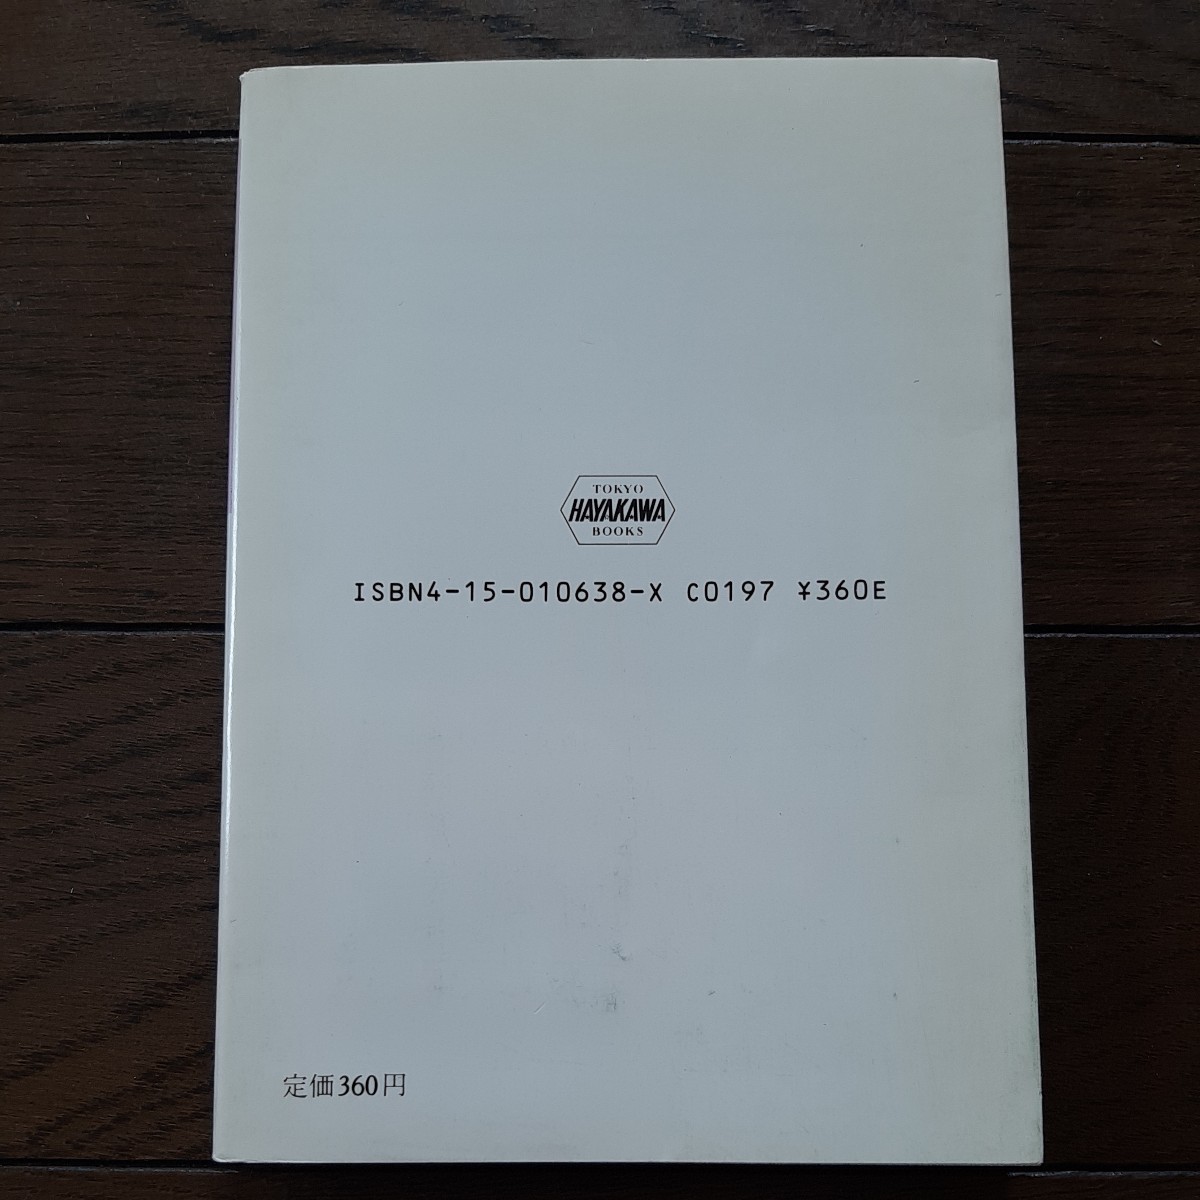 TOKYO
HAYAKAWA
BOOKS
ISBN4-15-010638-X C0197 ¥360E
定価360円